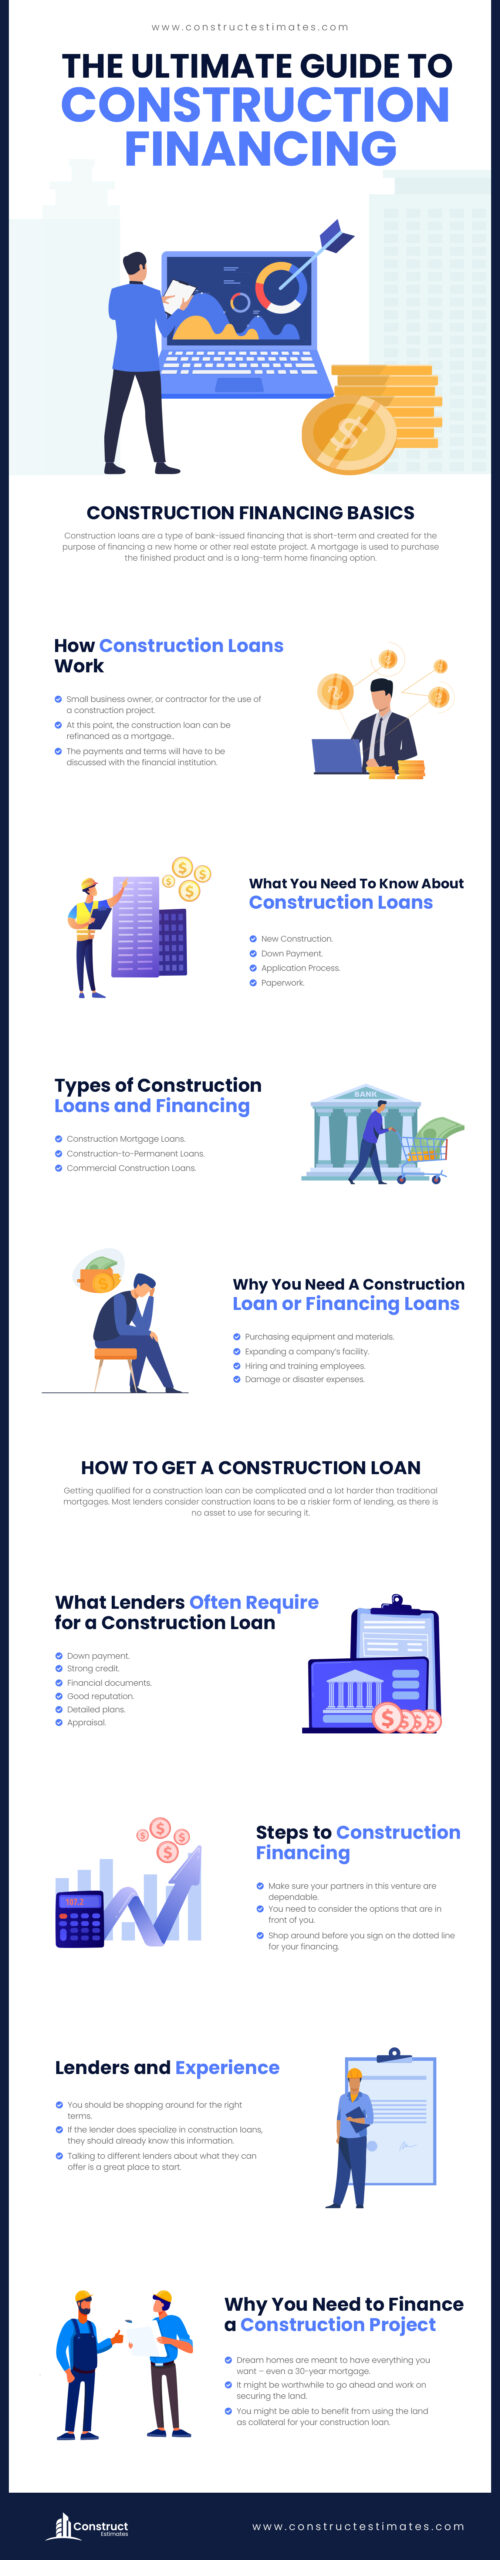 www.constructestimates.com
THE ULTIMATE GUIDE TO
CONSTRUCTION
FINANCING
$
CONSTRUCTION FINANCING BASICS
Construction loans are a type of bank-issued financing that is short-term and created for the
purpose of financing a new home or other real estate project. A mortgage is used to purchase
the finished product and is a long-term home financing option.
How Construction Loans
Work
Small business owner, or contractor for the use of
a construction project.
At this point, the construction loan can be
refinanced as a mortgage..
The payments and terms will have to be
discussed with the financial institution.
What You Need To Know About
Construction Loans
New Construction.
Down Payment.
Application Process.
Paperwork.
Types of Construction
Loans and Financing
Construction Mortgage Loans.
Construction-to-Permanent Loans.
Commercial Construction Loans.
BANK
Why You Need A Construction
Loan or Financing Loans
Purchasing equipment and materials.
Expanding a company's facility.
Hiring and training employees.
Damage or disaster expenses.
HOW TO GET A CONSTRUCTION LOAN
Getting qualified for a construction loan can be complicated and a lot harder than traditional
mortgages. Most lenders consider construction loans to be a riskier form of lending, as there is
no asset to use for securing it.
What Lenders Often Require
for a Construction Loan
Down payment.
Strong credit.
Financial documents.
Good reputation.
Detailed plans.
Appraisal.
Steps to Construction
Financing
Make sure your partners in this venture are
dependable.
You need to consider the options that are in
front of you.
Shop around before you sign on the dotted line
for your financing.
Lenders and Experience
You should be shopping around for the right
terms.
If the lender does specialize in construction loans,
they should already know this information.
Talking to different lenders about what they can
offer is a great place to start.
Why You Need to Finance
a Construction Project
Dream homes are meant to have everything you
want – even a 30-year mortgage.
It might be worthwhile to go ahead and work on
securing the land.
You might be able to benefit from using the land
as collateral for your construction loan.
Construct
Estimates
www.constructestimates.com